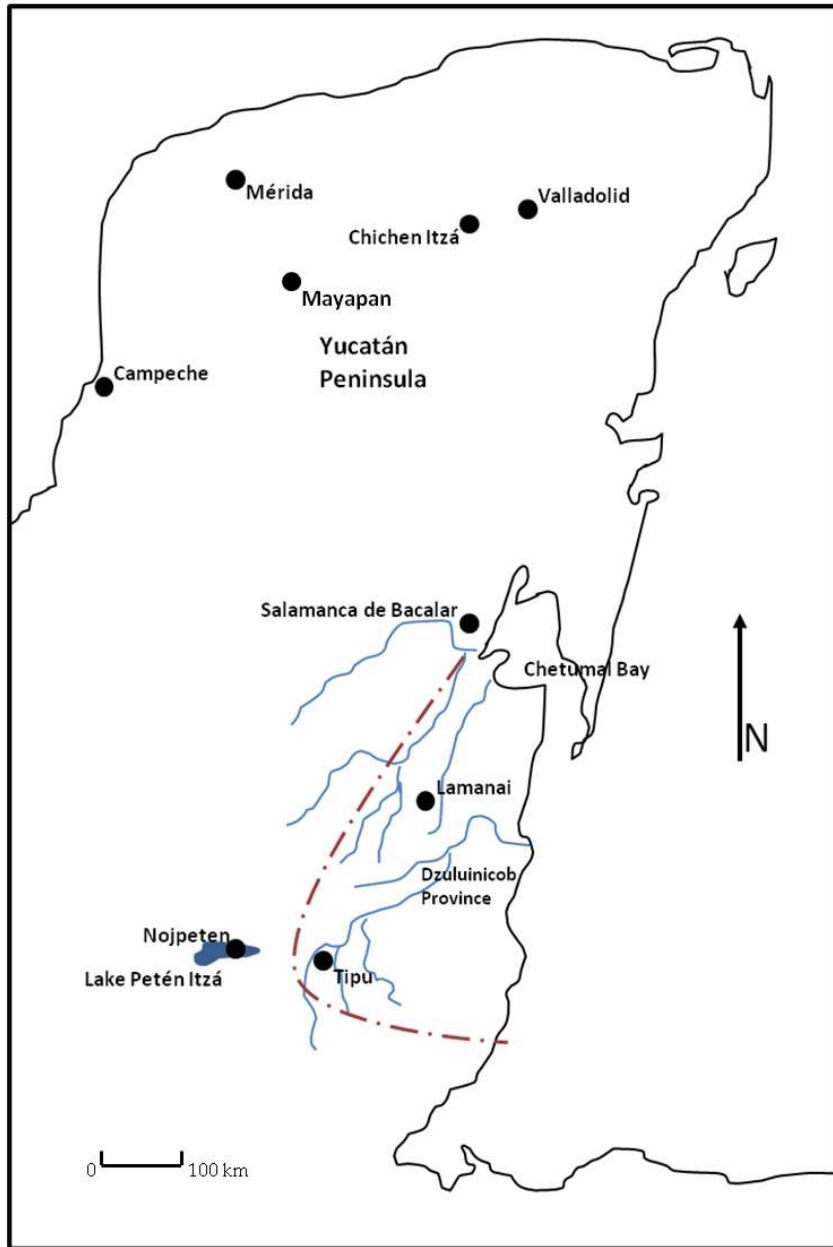 Mérida
Valladolid
Chichen Itzá
Mayapan
Yucatán
Peninsula
Campeche
Salamanca de Bacalar
Chetumal Bay
N
Lamanai
Dzuluinicob
Province
Nojpeten
Lake Petén Itzá
Tipu
0 100 km